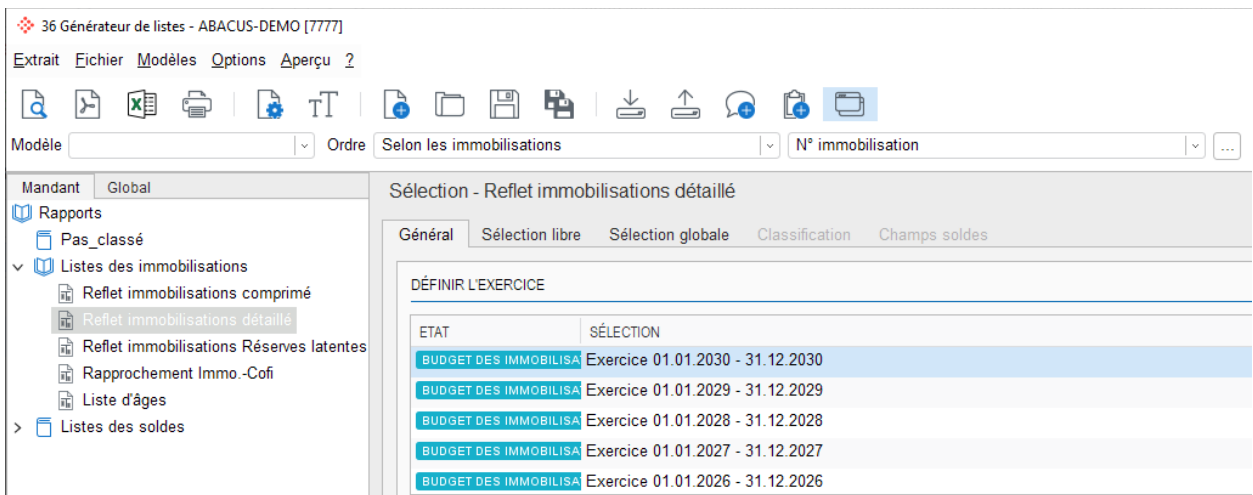 36 Générateur de listes - ABACUS-DEMO [7777]
Extrait Fichier Modèles Options Aperçu ?
Modèle Ordre Selon les immobilisations N° immobilisation ...
Mandant Global
Rapports
Pas_classé
Listes des immobilisations
Reflet immobilisations comprimé
Reflet immobilisations détaillé
Reflet immobilisations Réserves latentes
Rapprochement Immo.-Cofi
Liste d'âges
Listes des soldes
Sélection - Reflet immobilisations détaillé
Général Sélection libre Sélection globale Classification Champs soldes
DÉFINIR L'EXERCICE
ETAT SÉLECTION
BUDGET DES IMMOBILISA Exercice 01.01.2030 - 31.12.2030
BUDGET DES IMMOBILISA Exercice 01.01.2029 - 31.12.2029
BUDGET DES IMMOBILISA Exercice 01.01.2028 - 31.12.2028
BUDGET DES IMMOBILISA Exercice 01.01.2027 - 31.12.2027
BUDGET DES IMMOBILISA Exercice 01.01.2026 - 31.12.2026